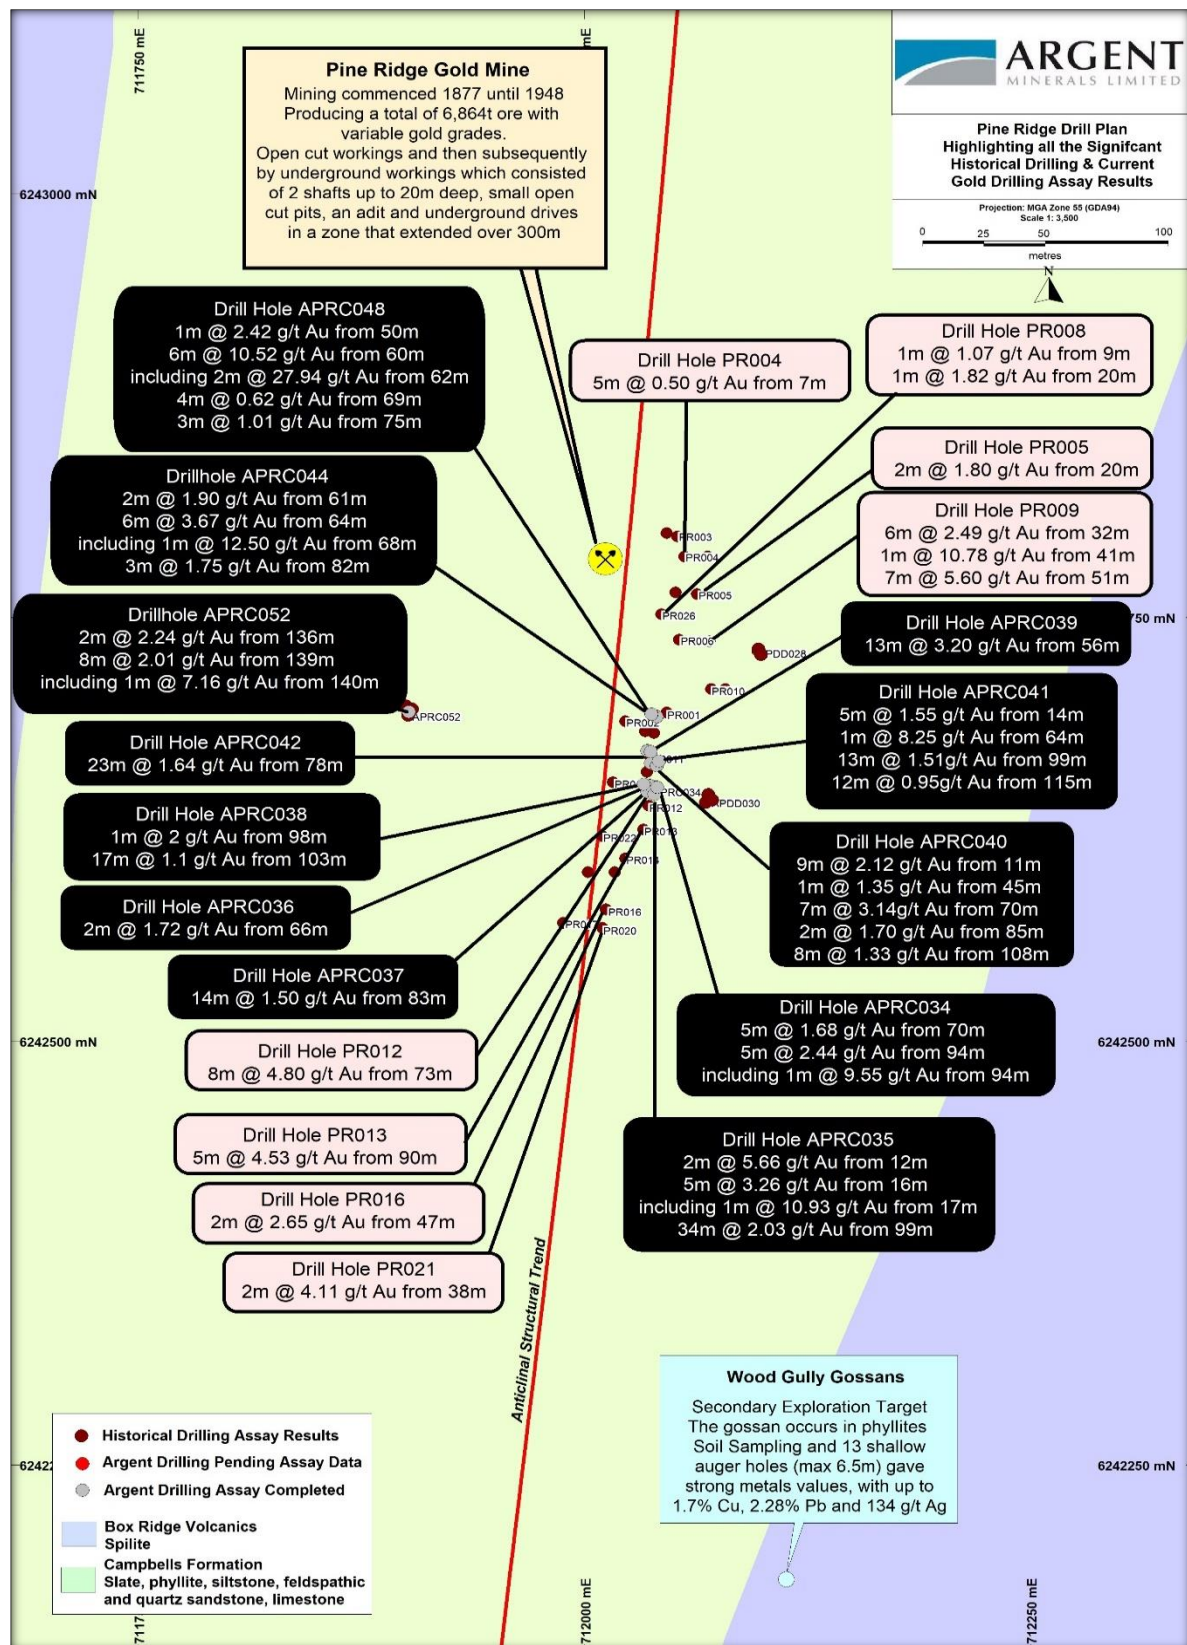 711750 mE
mE
ARGENT
MINERALS LIMITED
Pine Ridge Drill Plan
Highlighting all the Signifcant
Historical Drilling & Current
Gold Drilling Assay Results
Projection: MGA Zone 55 (GDA94)
Scale 1: 3,500
0 25 50 100
metres
N
Pine Ridge Gold Mine
Mining commenced 1877 until 1948
Producing a total of 6,864t ore with
variable gold grades.
Open cut workings and then subsequently
by underground workings which consisted
of 2 shafts up to 20m deep, small open
cut pits, an adit and underground drives
in a zone that extended over 300m
6243000 mN
Drill Hole APRC048
1m @ 2.42 g/t Au from 50m
6m @ 10.52 g/t Au from 60m
including 2m @ 27.94 g/t Au from 62m
4m @ 0.62 g/t Au from 69m
3m @ 1.01 g/t Au from 75m
Drill Hole PR004
5m @ 0.50 g/t Au from 7m
Drill Hole PR008
1m @ 1.07 g/t Au from 9m
1m @ 1.82 g/t Au from 20m
Drill Hole PR005
2m @ 1.80 g/t Au from 20m
Drillhole APRC044
2m @ 1.90 g/t Au from 61m
6m @ 3.67 g/t Au from 64m
including 1m @ 12.50 g/t Au from 68m
3m @ 1.75 g/t Au from 82m
Drill Hole PR009
6m @ 2.49 g/t Au from 32m
1m @ 10.78 g/t Au from 41m
7m @ 5.60 g/t Au from 51m
PR003
PR004
PR005
PR026
PR006
PDD028
PR010
PR001
PR002
APRC052
PRC034
PDD030
PR012
PR013
PR022
PR014
PR016
PR020
Drillhole APRC052
2m @ 2.24 g/t Au from 136m
8m @ 2.01 g/t Au from 139m
including 1m @ 7.16 g/t Au from 140m
Drill Hole APRC039
13m @ 3.20 g/t Au from 56m
750 mN
Drill Hole APRC041
5m @ 1.55 g/t Au from 14m
1m @ 8.25 g/t Au from 64m
13m @ 1.51g/t Au from 99m
12m @ 0.95g/t Au from 115m
Drill Hole APRC042
23m @ 1.64 g/t Au from 78m
Drill Hole APRC038
1m @ 2 g/t Au from 98m
17m @ 1.1 g/t Au from 103m
Drill Hole APRC040
9m @ 2.12 g/t Au from 11m
1m @ 1.35 g/t Au from 45m
7m @ 3.14g/t Au from 70m
2m @ 1.70 g/t Au from 85m
8m @ 1.33 g/t Au from 108m
Drill Hole APRC036
2m @ 1.72 g/t Au from 66m
Drill Hole APRC037
14m @ 1.50 g/t Au from 83m
Drill Hole APRC034
5m @ 1.68 g/t Au from 70m
5m @ 2.44 g/t Au from 94m
including 1m @ 9.55 g/t Au from 94m
6242500 mN
6242500 mN
Drill Hole PR012
8m @ 4.80 g/t Au from 73m
Drill Hole PR013
5m @ 4.53 g/t Au from 90m
Drill Hole APRC035
2m @ 5.66 g/t Au from 12m
5m @ 3.26 g/t Au from 16m
including 1m @ 10.93 g/t Au from 17m
34m @ 2.03 g/t Au from 99m
Drill Hole PR016
2m @ 2.65 g/t Au from 47m
Drill Hole PR021
2m @ 4.11 g/t Au from 38m
Anticlinal Structural Trend
Wood Gully Gossans
Secondary Exploration Target
The gossan occurs in phyllites
Soil Sampling and 13 shallow
auger holes (max 6.5m) gave
strong metals values, with up to
1.7% Cu, 2.28% Pb and 134 g/t Ag
Historical Drilling Assay Results
Argent Drilling Pending Assay Data
Argent Drilling Assay Completed
Box Ridge Volcanics
Spilite
Campbells Formation
Slate, phyllite, siltstone, feldspathic
and quartz sandstone, limestone
6242250 mN
712000 mE
712250 mE